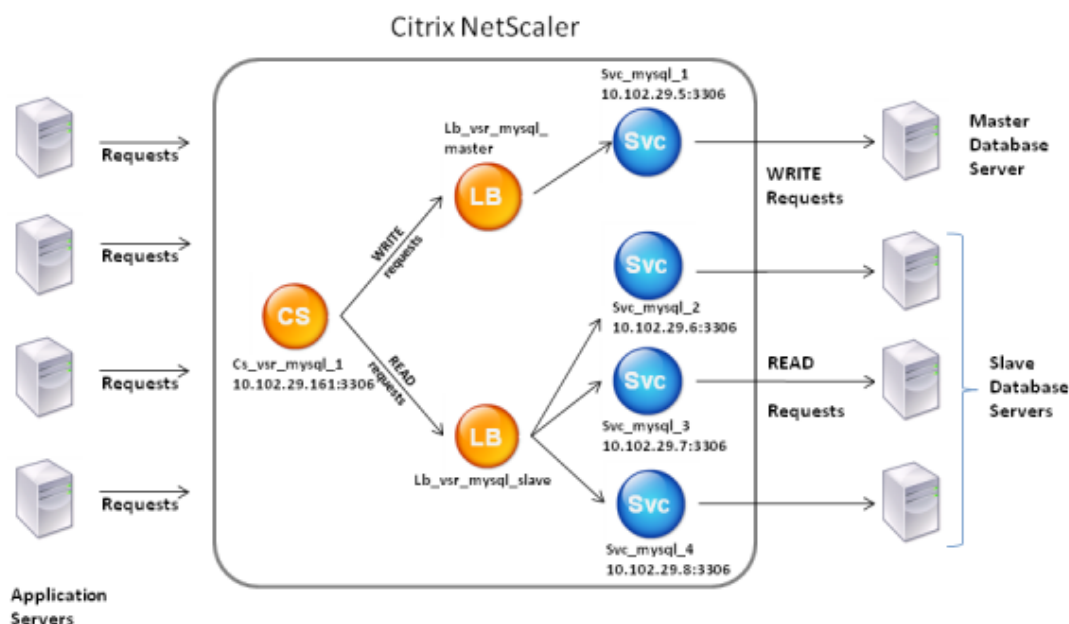 Citrix NetScaler
Svc_mysql_1
10.102.29.5:3306
Svc
Lb_vsr_mysql_
master
LB
Requests
Requests
Requests
Requests
WRITE
requests
CS
Cs_vsr_mysql_1
10.102.29.161:3306
READ
requests
LB
Lb_vsr_mysql_slave
Svc
Svc_mysql_2
10.102.29.6:3306
Svc
Svc_mysql_3
10.102.29.7:3306
Svc
Svc_mysql_4
10.102.29.8:3306
WRITE
Requests
READ
Requests
Master
Database
Server
Slave
Database
Servers
Application
Servers